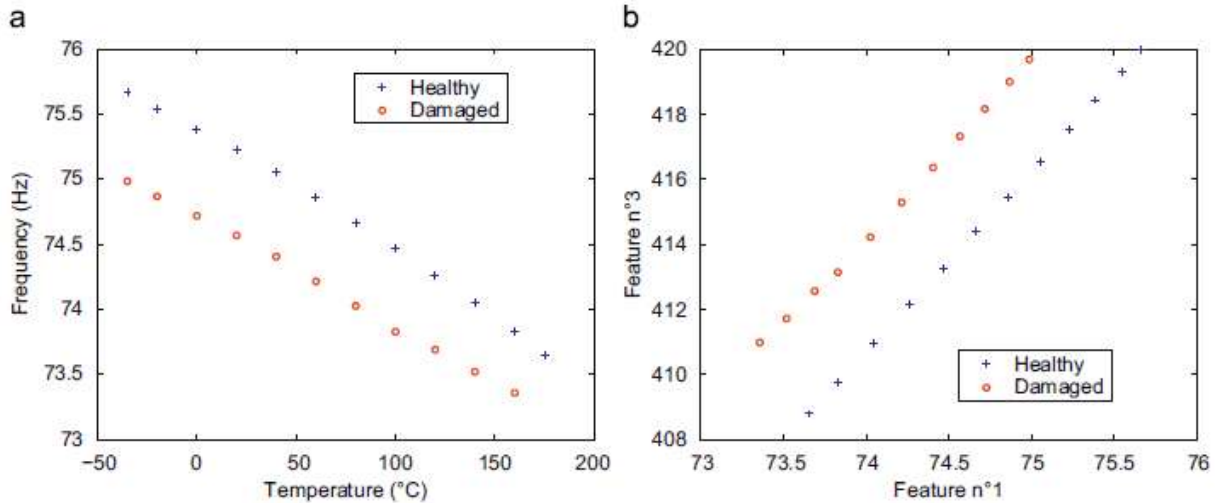 a
76
75.5
75
74.5
74
73.5
73
Frequency (Hz)
−50
0
50
100
150
200
Temperature (°C)
Healthy
Damaged
b
420
418
416
414
412
410
408
Feature n°3
73
73.5
74
74.5
75
75.5
76
Feature n°1
Healthy
Damaged